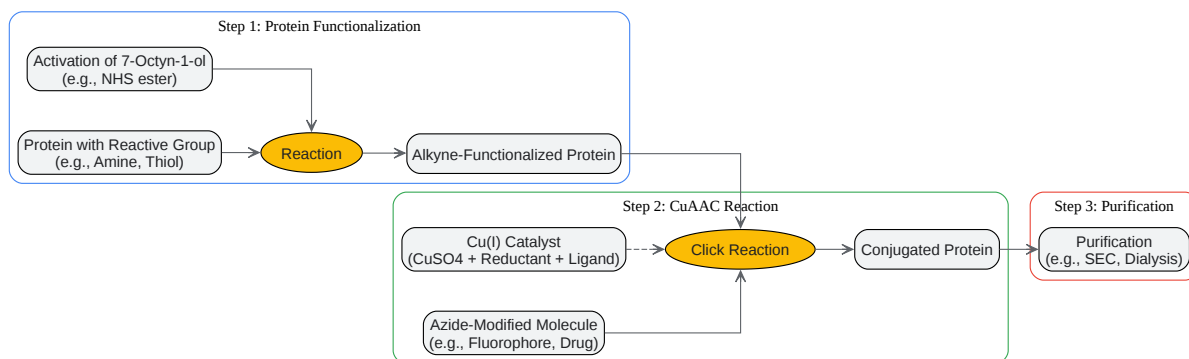 Step 1: Protein Functionalization
Activation of 7-Octyn-1-ol
(e.g., NHS ester)
Protein with Reactive Group
(e.g., Amine, Thiol)
Reaction
Alkyne-Functionalized Protein
Step 2: CuAAC Reaction
Cu(I) Catalyst
(CuSO4 + Reductant + Ligand)
Click Reaction
Conjugated Protein
Azide-Modified Molecule
(e.g., Fluorophore, Drug)
Step 3: Purification
Purification
(e.g., SEC, Dialysis)